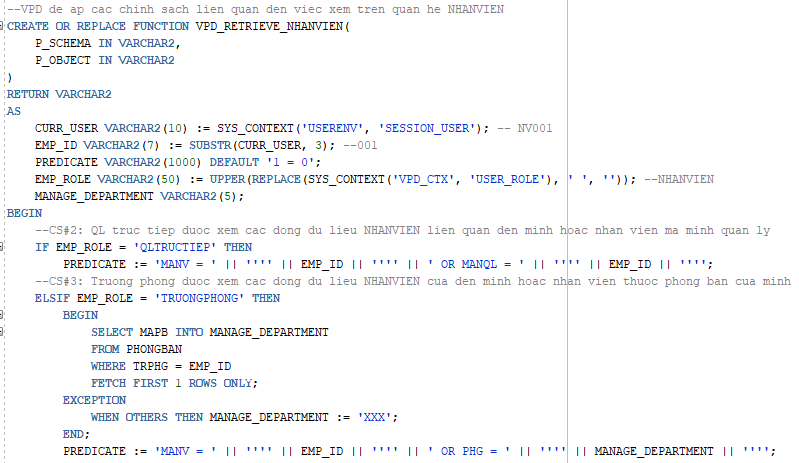 --VPD de ap cac chinh sach lien quan den viec xem tren quan he NHANVIEN
CREATE OR REPLACE FUNCTION VPD_RETRIEVE_NHANVIEN(
    P_SCHEMA IN VARCHAR2,
    P_OBJECT IN VARCHAR2
)
RETURN VARCHAR2
AS
    CURR_USER VARCHAR2(10) := SYS_CONTEXT('USERENV', 'SESSION_USER'); -- NV001
    EMP_ID VARCHAR2(7) := SUBSTR(CURR_USER, 3); --001
    PREDICATE VARCHAR2(1000) DEFAULT '1 = 0';
    EMP_ROLE VARCHAR2(50) := UPPER(REPLACE(SYS_CONTEXT('VPD_CTX', 'USER_ROLE'), ' ', '')); --NHANVIEN
    MANAGE_DEPARTMENT VARCHAR2(5);
BEGIN
    --CS#2: QL truc tiep duoc xem cac dong du lieu NHANVIEN lien quan den minh hoac nhan vien ma minh quan ly
    IF EMP_ROLE = 'QLTRUCTIEP' THEN
        PREDICATE := 'MANV = ' || '''' || EMP_ID || '''' || ' OR MANQL = ' || '''' || EMP_ID || '''';
    --CS#3: Truong phong duoc xem cac dong du lieu NHANVIEN cua den minh hoac nhan vien thuoc phong ban cua minh
    ELSIF EMP_ROLE = 'TRUONGPHONG' THEN
        BEGIN
            SELECT MAPB INTO MANAGE_DEPARTMENT
            FROM PHONGBAN
            WHERE TRPHG = EMP_ID
            FETCH FIRST 1 ROWS ONLY;
        EXCEPTION
            WHEN OTHERS THEN MANAGE_DEPARTMENT := 'XXX';
        END;
        PREDICATE := 'MANV = ' || '''' || EMP_ID || '''' || ' OR PHG = ' || '''' || MANAGE_DEPARTMENT || '''';